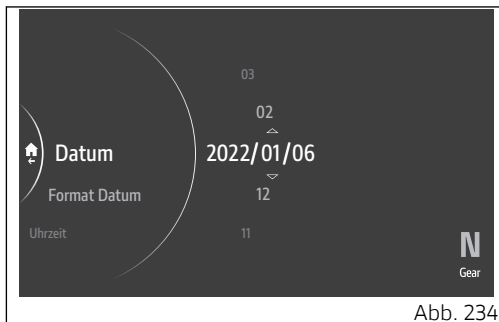 03
02
Datum 2022/01/06
Format Datum 12
Uhrzeit 11
N
Gear
Abb. 234